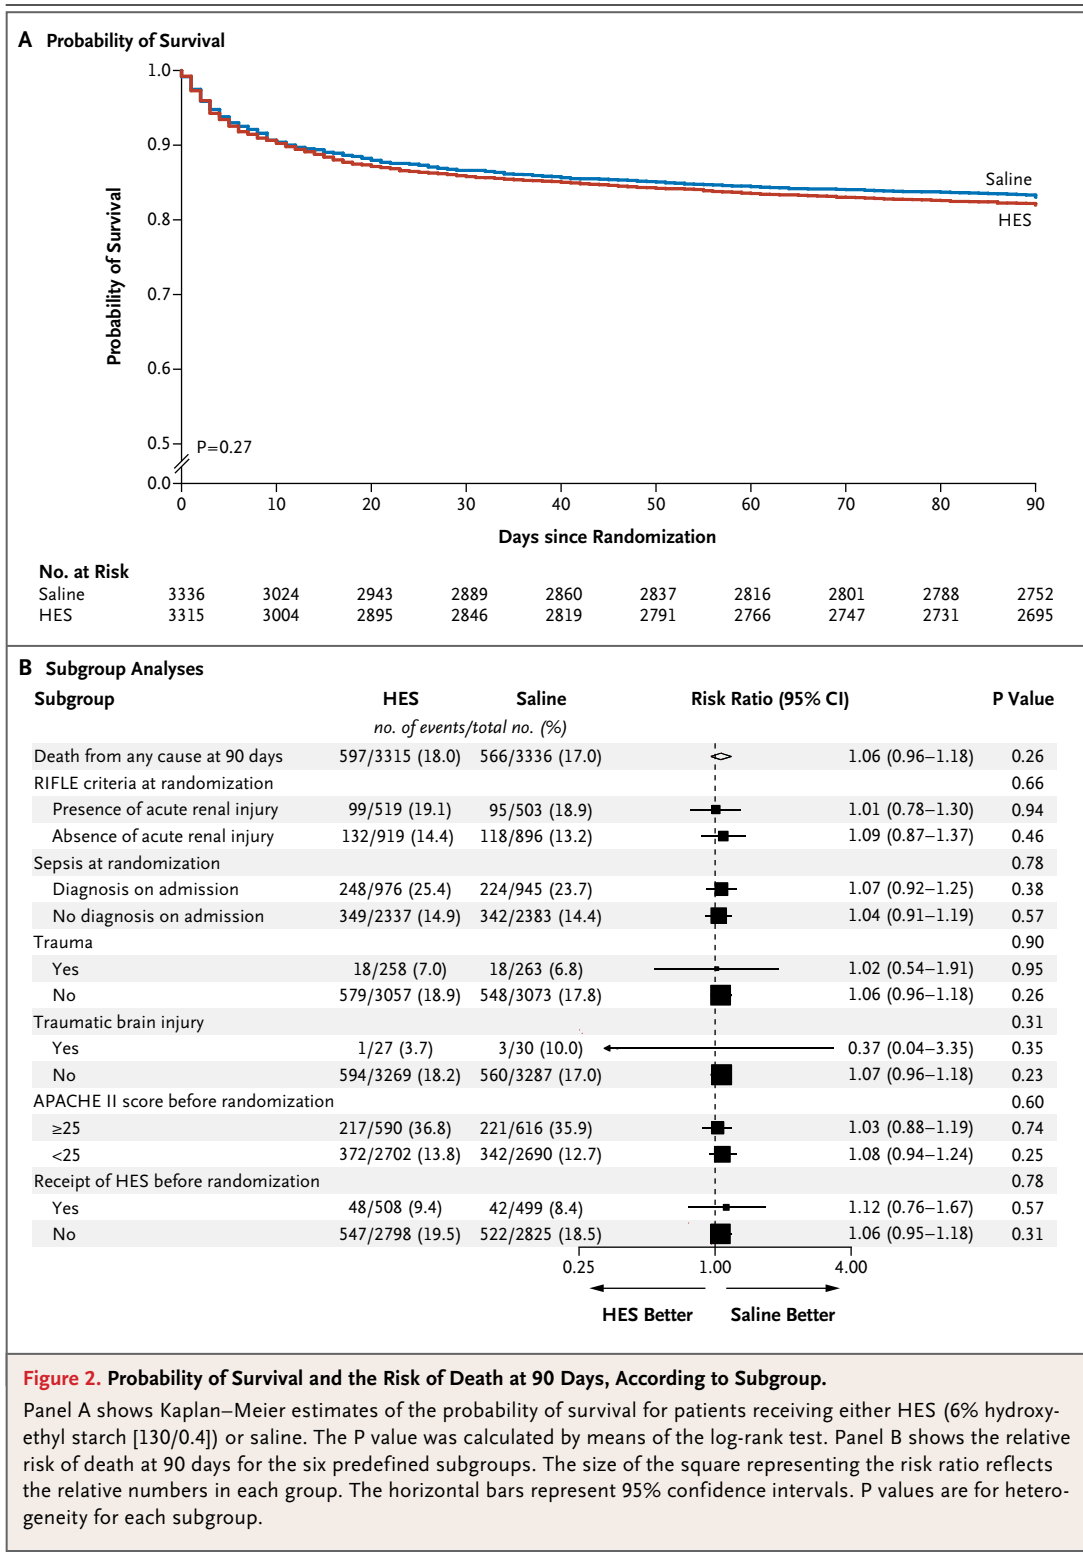 A Probability of Survival
1.0
0.9
0.8
0.7
0.6
0.5
0.0
Probability of Survival
P=0.27
Saline
HES
0 10 20 30 40 50 60 70 80 90
Days since Randomization
No. at Risk
Saline 3336 3024 2943 2889 2860 2837 2816 2801 2788 2752
HES 3315 3004 2895 2846 2819 2791 2766 2747 2731 2695
B Subgroup Analyses
Subgroup HES Saline Risk Ratio (95% CI) P Value
no. of events/total no. (%)
Death from any cause at 90 days 597/3315 (18.0) 566/3336 (17.0) 1.06 (0.96–1.18) 0.26
RIFLE criteria at randomization 0.66
Presence of acute renal injury 99/519 (19.1) 95/503 (18.9) 1.01 (0.78–1.30) 0.94
Absence of acute renal injury 132/919 (14.4) 118/896 (13.2) 1.09 (0.87–1.37) 0.46
Sepsis at randomization 0.78
Diagnosis on admission 248/976 (25.4) 224/945 (23.7) 1.07 (0.92–1.25) 0.38
No diagnosis on admission 349/2337 (14.9) 342/2383 (14.4) 1.04 (0.91–1.19) 0.57
Trauma 0.90
Yes 18/258 (7.0) 18/263 (6.8) 1.02 (0.54–1.91) 0.95
No 579/3057 (18.9) 548/3073 (17.8) 1.06 (0.96–1.18) 0.26
Traumatic brain injury 0.31
Yes 1/27 (3.7) 3/30 (10.0) 0.37 (0.04–3.35) 0.35
No 594/3269 (18.2) 560/3287 (17.0) 1.07 (0.96–1.18) 0.23
APACHE II score before randomization 0.60
≥25 217/590 (36.8) 221/616 (35.9) 1.03 (0.88–1.19) 0.74
<25 372/2702 (13.8) 342/2690 (12.7) 1.08 (0.94–1.24) 0.25
Receipt of HES before randomization 0.78
Yes 48/508 (9.4) 42/499 (8.4) 1.12 (0.76–1.67) 0.57
No 547/2798 (19.5) 522/2825 (18.5) 1.06 (0.95–1.18) 0.31
0.25 1.00 4.00
HES Better Saline Better
Figure 2. Probability of Survival and the Risk of Death at 90 Days, According to Subgroup.
Panel A shows Kaplan–Meier estimates of the probability of survival for patients receiving either HES (6% hydroxy-
ethyl starch [130/0.4]) or saline. The P value was calculated by means of the log-rank test. Panel B shows the relative
risk of death at 90 days for the six predefined subgroups. The size of the square representing the risk ratio reflects
the relative numbers in each group. The horizontal bars represent 95% confidence intervals. P values are for hetero-
geneity for each subgroup.